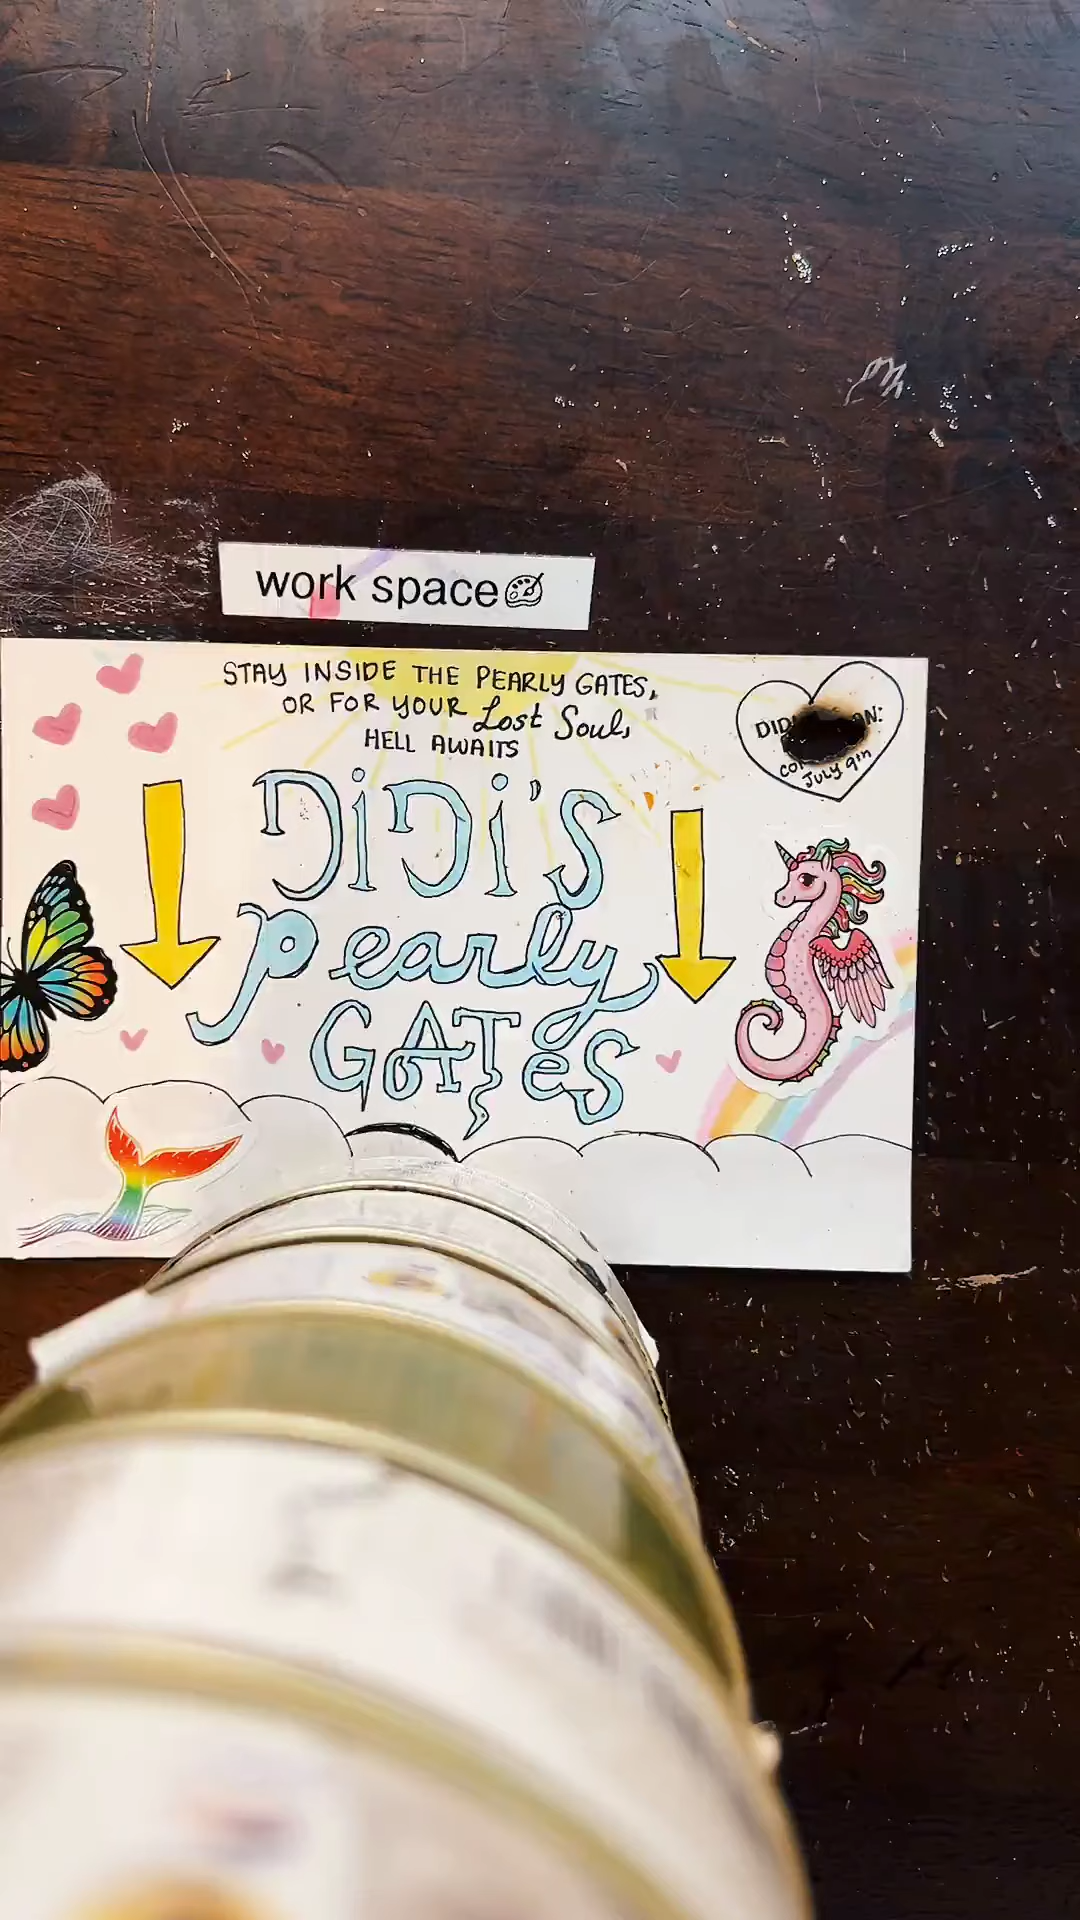 work space
STAY INSIDE THE PEARLY GATES,
OR FOR YOUR Lost Soul,
HELL AWAITS
DiDi's
Pearly
GATeS
JULY 9th